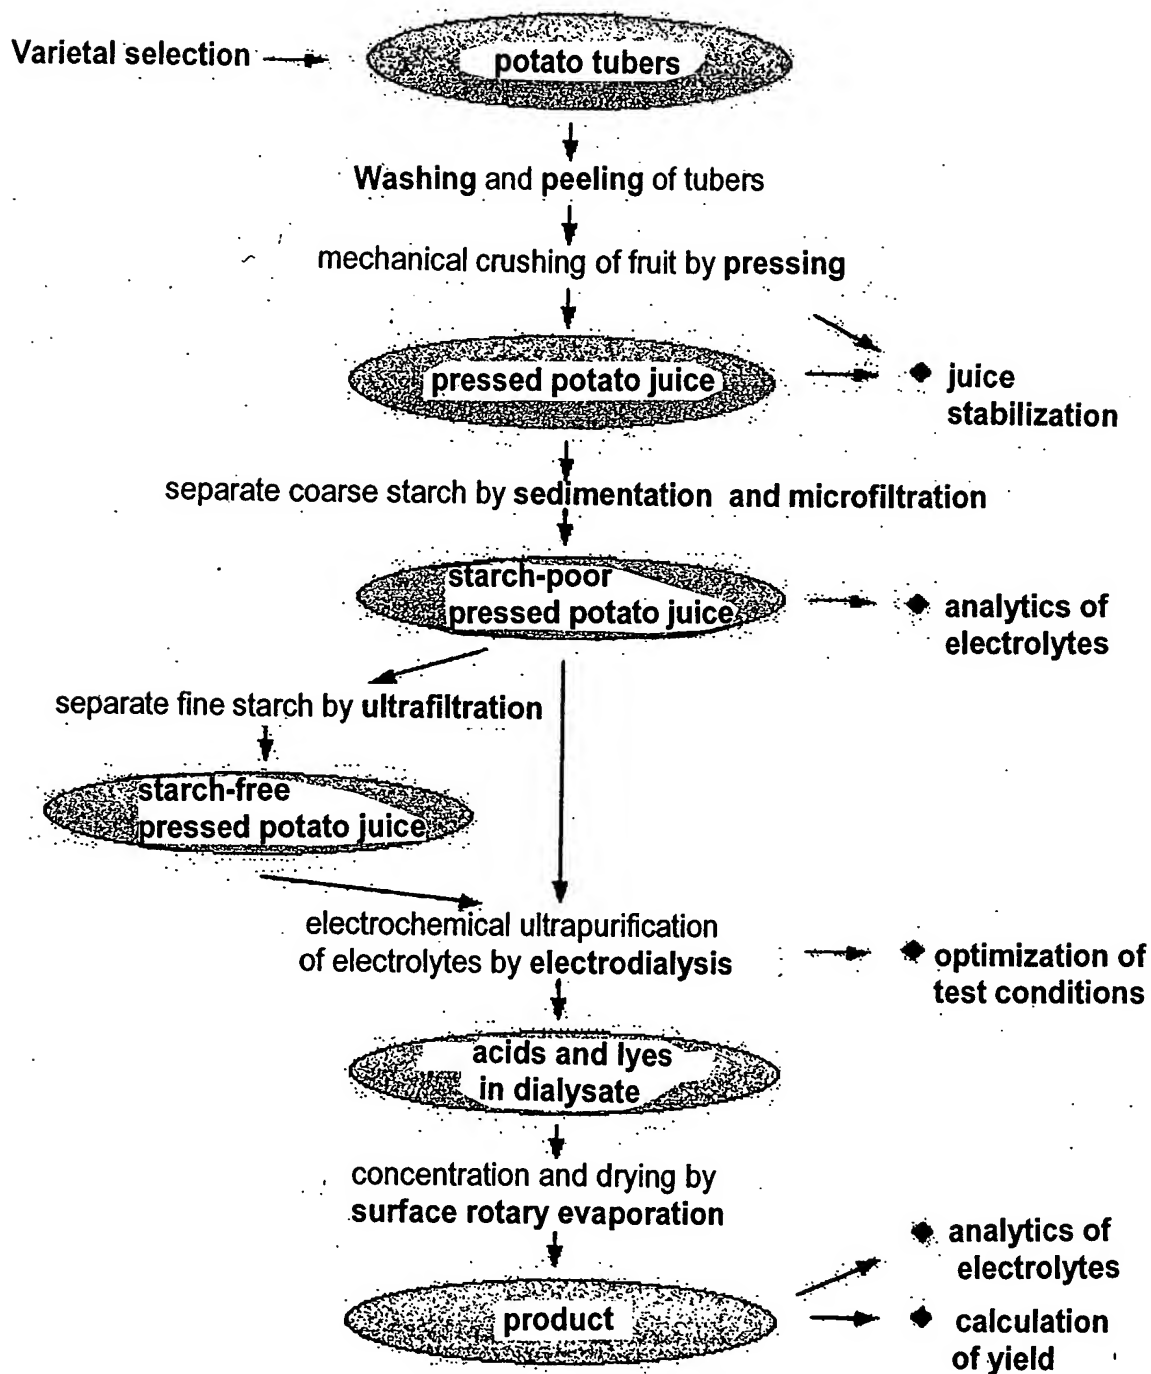 Varietal selection
potato tubers
Washing and peeling of tubers
mechanical crushing of fruit by pressing
pressed potato juice
juice
stabilization
separate coarse starch by sedimentation and microfiltration
starch-poor
pressed potato juice
analytics of
electrolytes
separate fine starch by ultrafiltration
starch-free
pressed potato juice
electrochemical ultrapurification
of electrolytes by electrodialysis
optimization of
test conditions
acids and lyes
in dialysate
concentration and drying by
surface rotary evaporation
product
analytics of
electrolytes
calculation
of yield